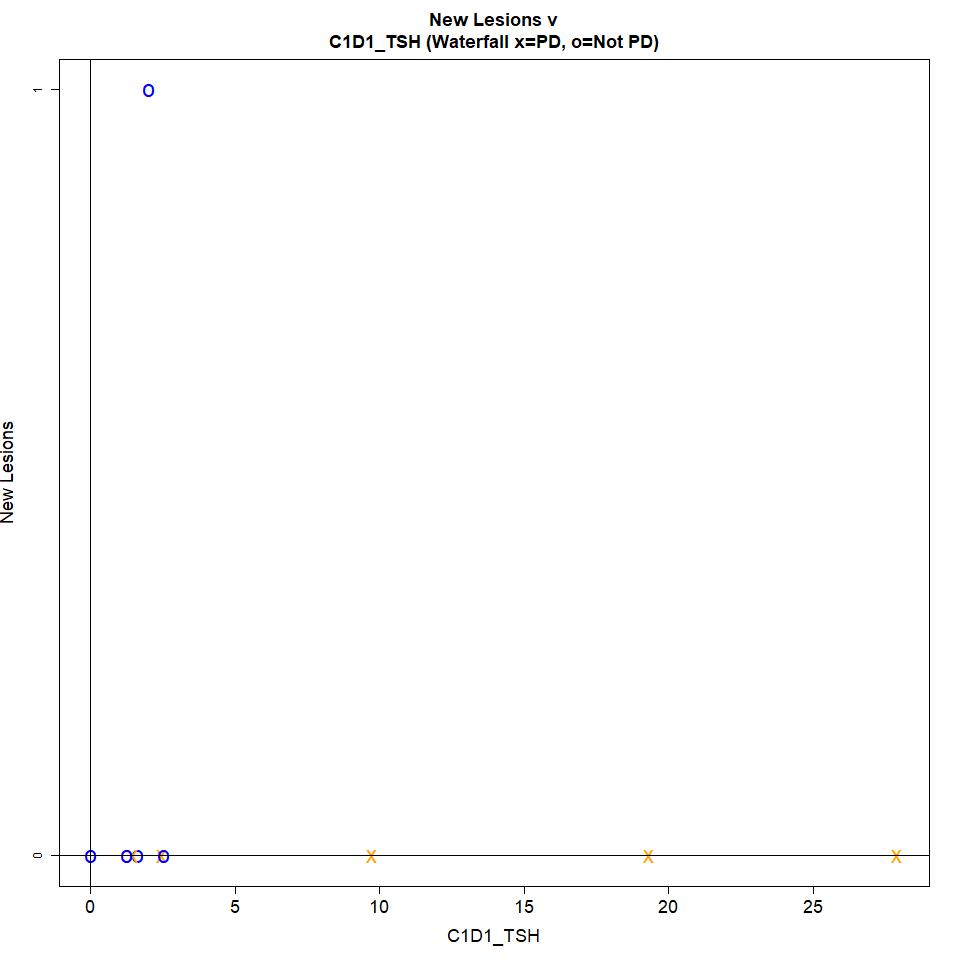 New Lesions v
C1D1_TSH (Waterfall x=PD, o=Not PD)
1
O
New Lesions
0
O O O X O X X X
0 5 10 15 20 25
C1D1_TSH